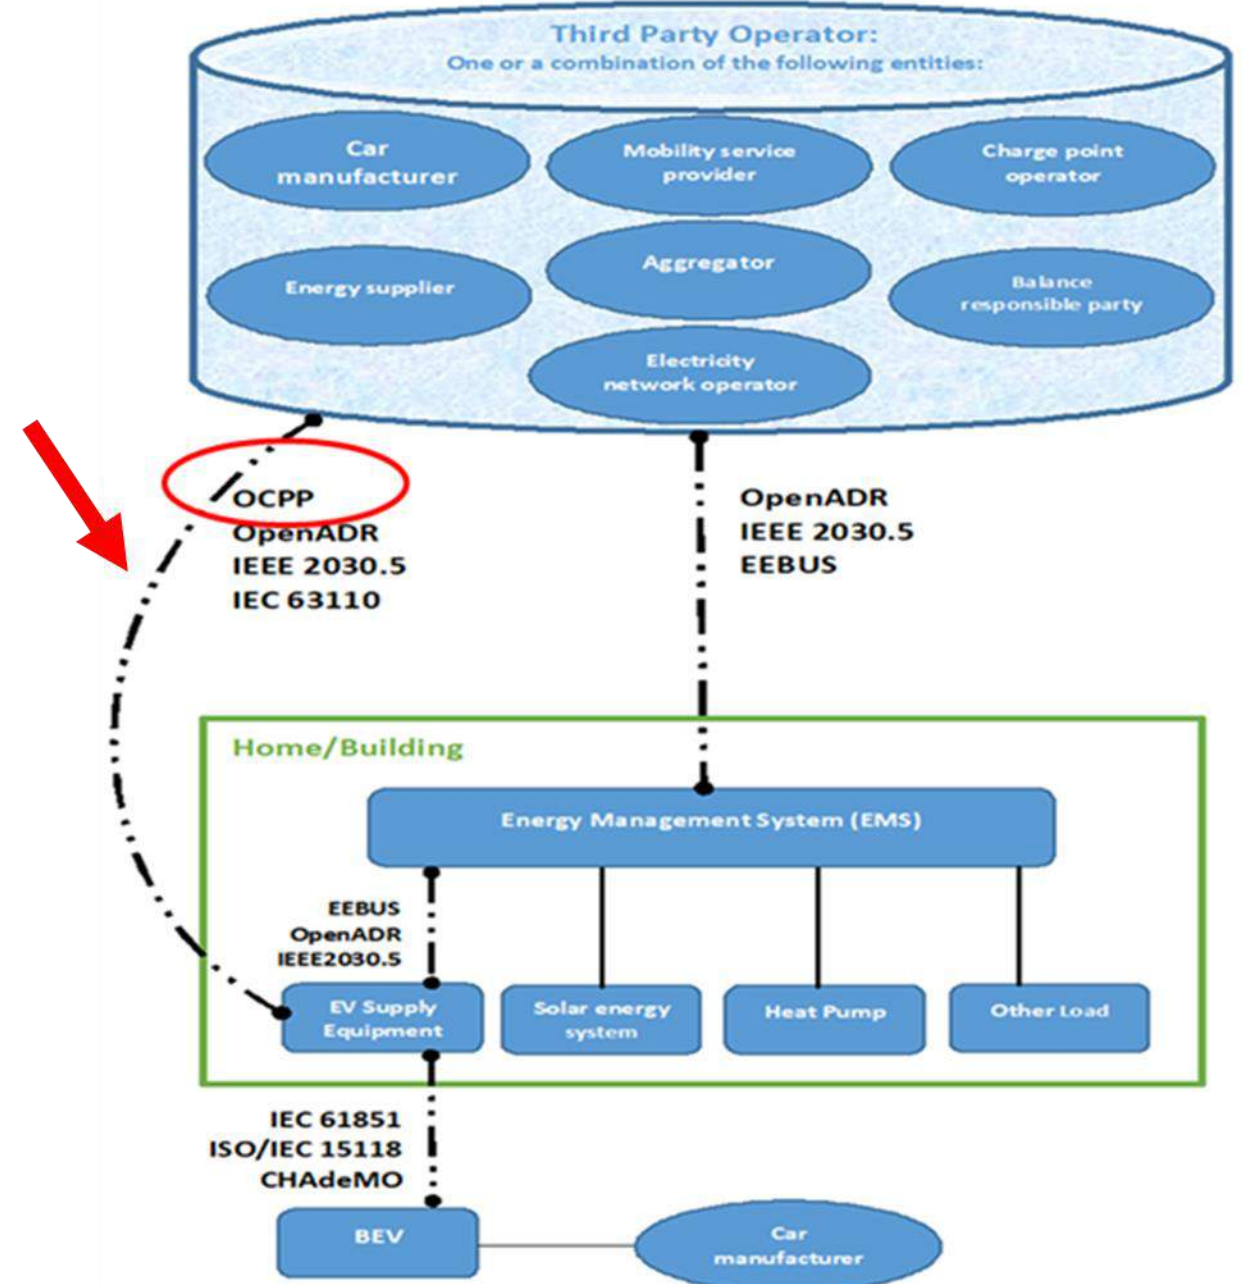 Third Party Operator:
One or a combination of the following entities:
Car
manufacturer
Mobility service
provider
Charge point
operator
Energy supplier
Aggregator
Balance
responsible party
Electricity
network operator
OCPP
OpenADR
IEEE 2030.5
IEC 63110
OpenADR
IEEE 2030.5
EEBUS
Home/Building
Energy Management System (EMS)
EEBUS
OpenADR
IEEE2030.5
EV Supply
Equipment
Solar energy
system
Heat Pump
Other Load
IEC 61851
ISO/IEC 15118
CHAdeMO
BEV
Car
manufacturer